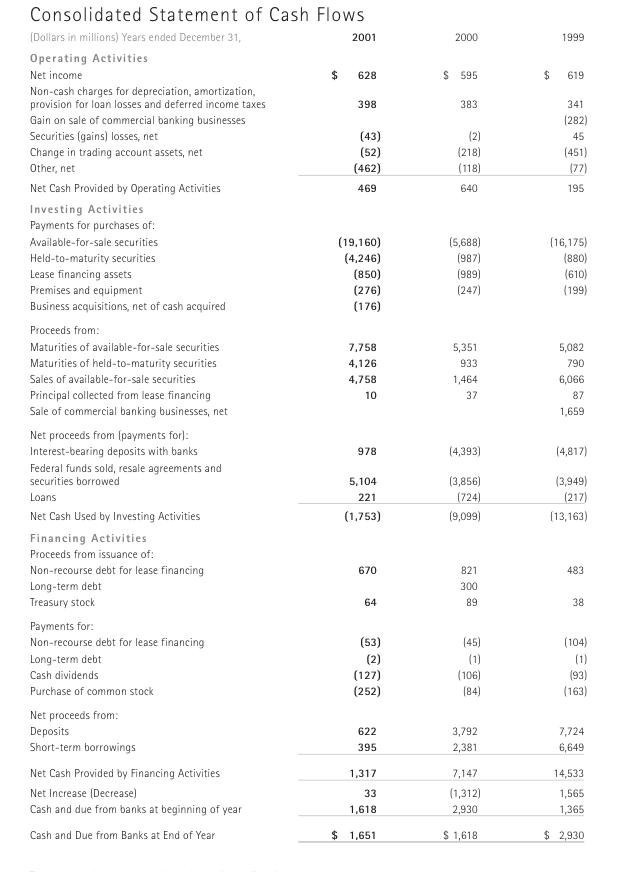 Consolidated Statement of Cash Flows
(Dollars in millions) Years ended December 31, 2001 2000 1999
Operating Activities
Net income $ 628 $ 595 $ 619
Non-cash charges for depreciation, amortization,
provision for loan losses and deferred income taxes 398 383 341
Gain on sale of commercial banking businesses (282)
Securities (gains) losses, net (43) (2) 45
Change in trading account assets, net (52) (218) (451)
Other, net (462) (118) (77)
Net Cash Provided by Operating Activities 469 640 195
Investing Activities
Payments for purchases of:
Available-for-sale securities (19,160) (5,688) (16,175)
Held-to-maturity securities (4,246) (987) (880)
Lease financing assets (850) (989) (610)
Premises and equipment (276) (247) (199)
Business acquisitions, net of cash acquired (176)
Proceeds from:
Maturities of available-for-sale securities 7,758 5,351 5,082
Maturities of held-to-maturity securities 4,126 933 790
Sales of available-for-sale securities 4,758 1,464 6,066
Principal collected from lease financing 10 37 87
Sale of commercial banking businesses, net 1,659
Net proceeds from (payments for):
Interest-bearing deposits with banks 978 (4,393) (4,817)
Federal funds sold, resale agreements and
securities borrowed 5,104 (3,856) (3,949)
Loans 221 (724) (217)
Net Cash Used by Investing Activities (1,753) (9,099) (13,163)
Financing Activities
Proceeds from issuance of:
Non-recourse debt for lease financing 670 821 483
Long-term debt 300
Treasury stock 64 89 38
Payments for:
Non-recourse debt for lease financing (53) (45) (104)
Long-term debt (2) (1) (1)
Cash dividends (127) (106) (93)
Purchase of common stock (252) (84) (163)
Net proceeds from:
Deposits 622 3,792 7,724
Short-term borrowings 395 2,381 6,649
Net Cash Provided by Financing Activities 1,317 7,147 14,533
Net Increase (Decrease) 33 (1,312) 1,565
Cash and due from banks at beginning of year 1,618 2,930 1,365
Cash and Due from Banks at End of Year $ 1,651 $ 1,618 $ 2,930